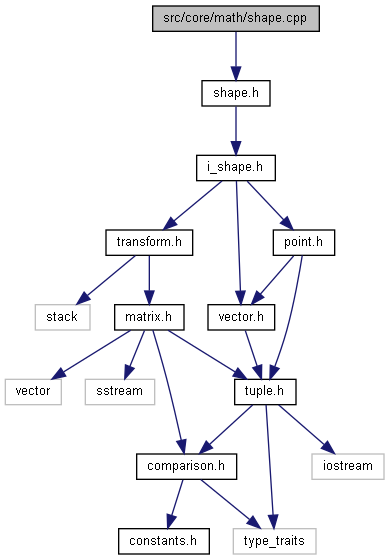 src/core/math/shape.cpp
shape.h
i_shape.h
transform.h
point.h
stack
matrix.h
vector.h
vector
sstream
tuple.h
comparison.h
iostream
constants.h
type_traits